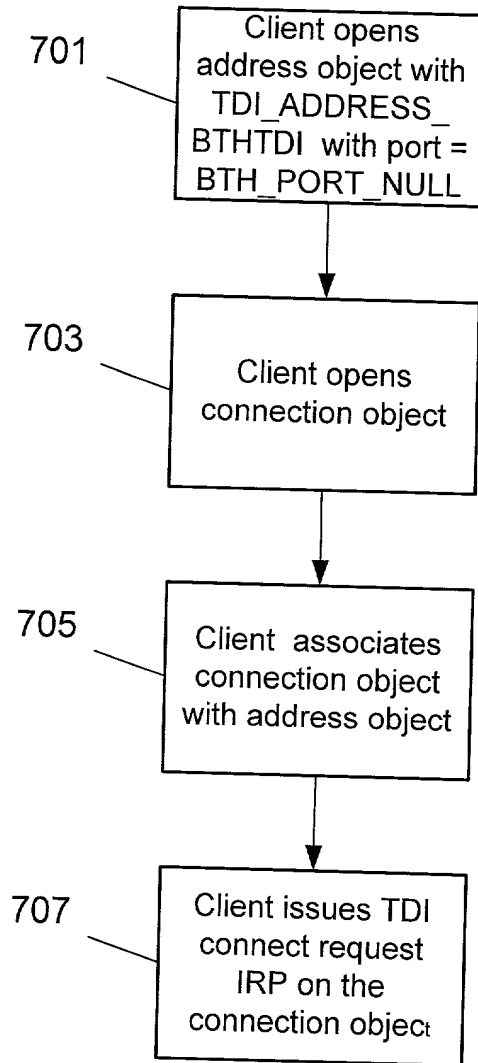 701
Client opens
address object with
TDI_ADDRESS_
BTHTDI with port =
BTH_PORT_NULL
703
Client opens
connection object
705
Client associates
connection object
with address object
707
Client issues TDI
connect request
IRP on the
connection object